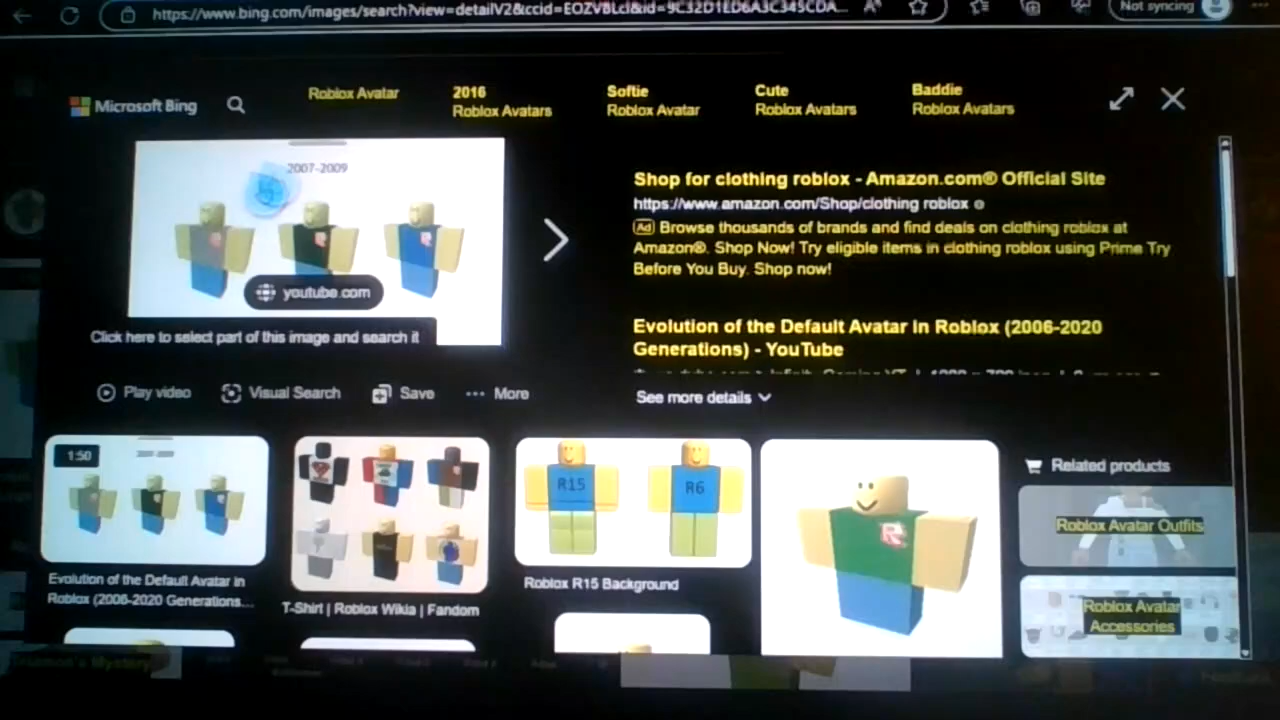 https://www.bing.com/images/search?view=detailV2&ccid=
Not syncing
Microsoft Bing
Roblox Avatar
2016
Roblox Avatars
Softie
Roblox Avatar
Cute
Roblox Avatars
Baddie
Roblox Avatars
2007-2009
youtube.com
Click here to select part of this image and search it
Shop for clothing roblox - Amazon.com® Official Site
https://www.amazon.com/Shop/clothing roblox
Ad Browse thousands of brands and find deals on clothing roblox at
Amazon®. Shop Now! Try eligible items in clothing roblox using Prime Try
Before You Buy. Shop now!
Evolution of the Default Avatar in Roblox (2006-2020
Generations) - YouTube
See more details
Play video
Visual Search
Save
More
1:50
Evolution of the Default Avatar in
Roblox (2006-2020 Generations...
T-Shirt | Roblox Wikia | Fandom
R15
R6
Roblox R15 Background
R
Related products
Roblox Avatar Outfits
Roblox Avatar
Accessories